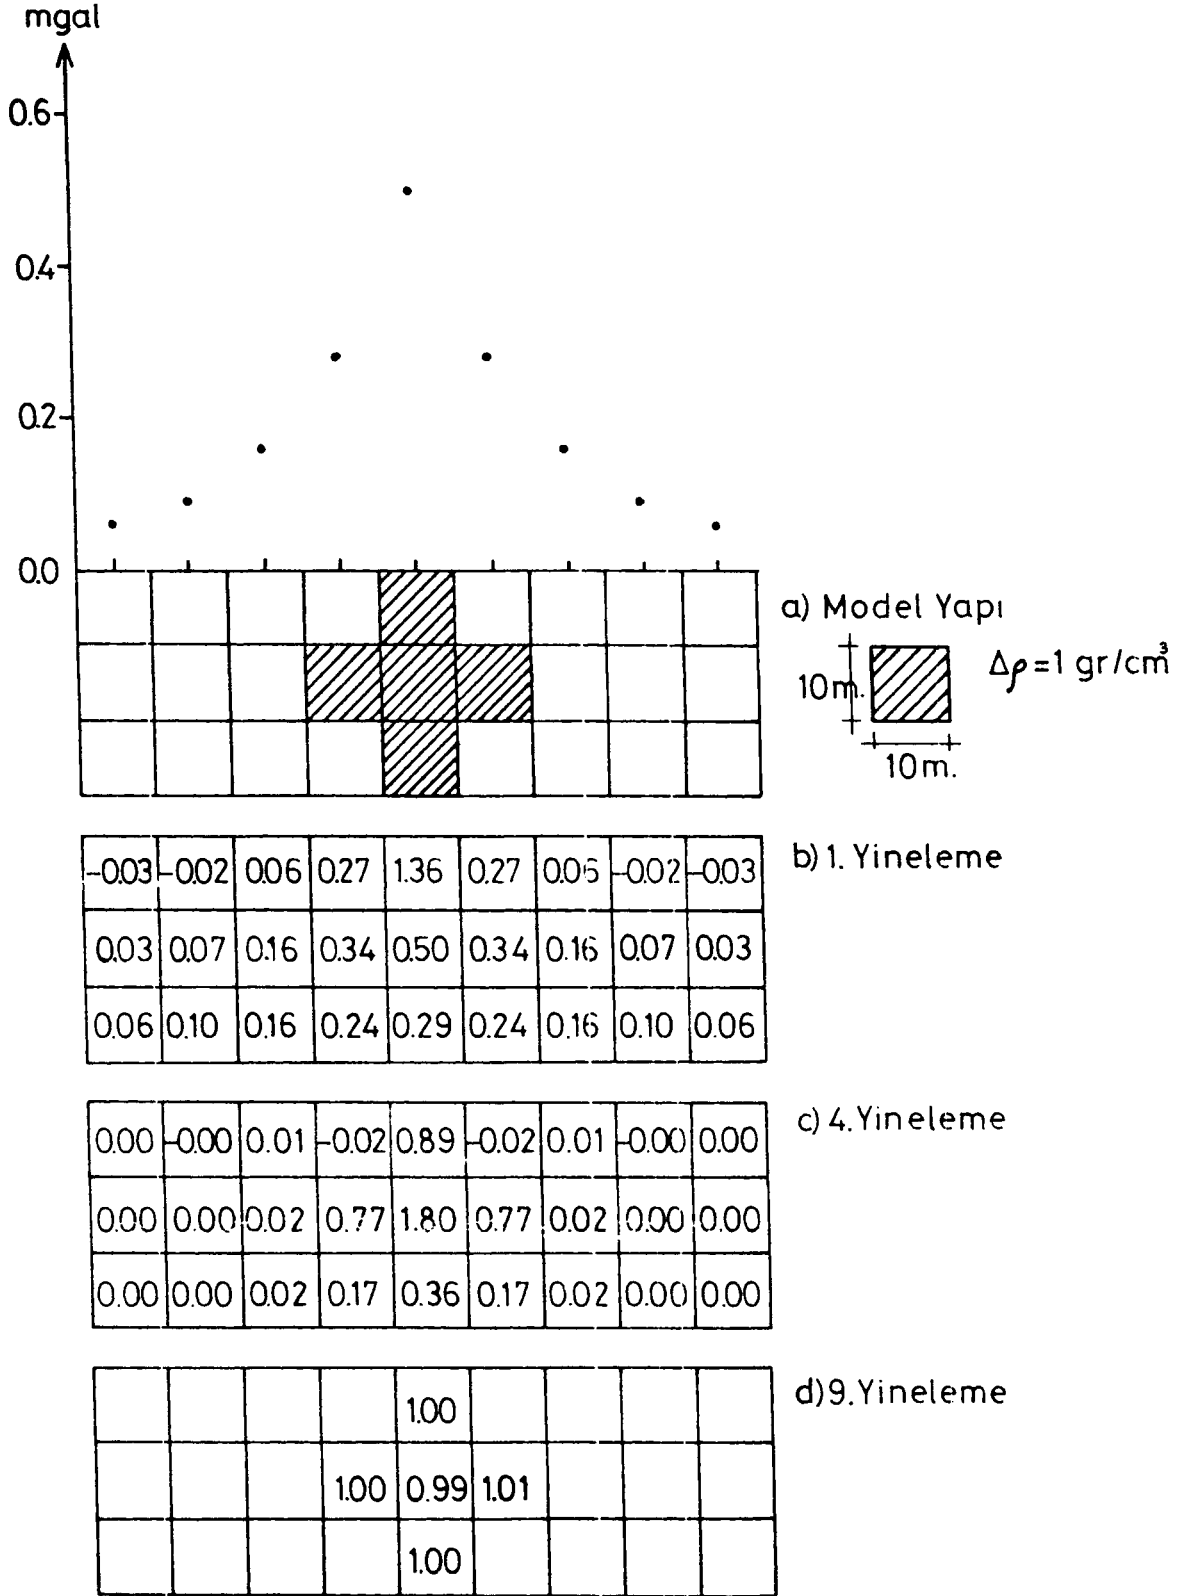 mgal
0.6
0.4
0.2
0.0
a) Model Yapı
10m.
10m.
Δρ=1 gr/cm³
b) 1. Yineleme
-0.03 -0.02 0.06 0.27 1.36 0.27 0.06 -0.02 -0.03
0.03 0.07 0.16 0.34 0.50 0.34 0.16 0.07 0.03
0.06 0.10 0.16 0.24 0.29 0.24 0.16 0.10 0.06
c) 4. Yineleme
0.00 -0.00 0.01 -0.02 0.89 -0.02 0.01 -0.00 0.00
0.00 0.00 0.02 0.77 1.80 0.77 0.02 0.00 0.00
0.00 0.00 0.02 0.17 0.36 0.17 0.02 0.00 0.00
d) 9. Yineleme
1.00
1.00 0.99 1.01
1.00